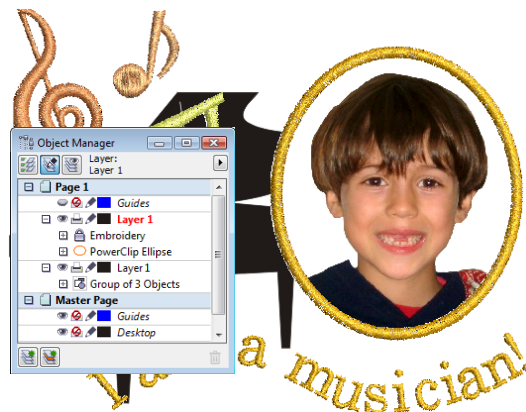 Object Manager
Layer:
Layer 1
Page 1
Guides
Layer 1
Embroidery
PowerClip Ellipse
Layer 1
Group of 3 Objects
Master Page
Guides
Desktop
a musician!